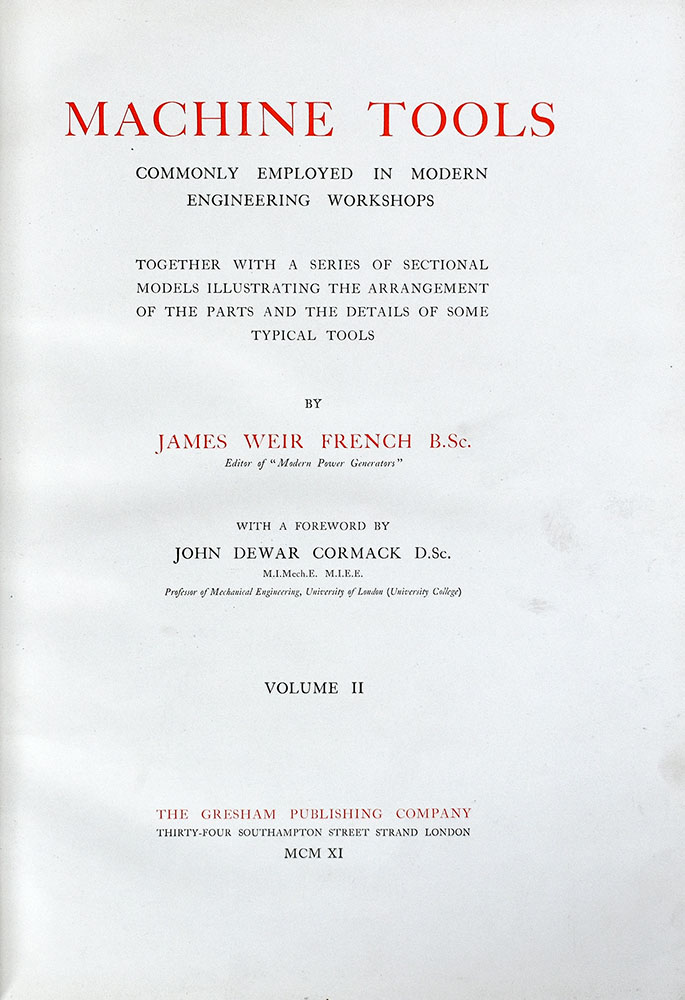 MACHINE TOOLS
COMMONLY EMPLOYED IN MODERN
ENGINEERING WORKSHOPS
TOGETHER WITH A SERIES OF SECTIONAL
MODELS ILLUSTRATING THE ARRANGEMENT
OF THE PARTS AND THE DETAILS OF SOME
TYPICAL TOOLS
BY
JAMES WEIR FRENCH B.Sc.
Editor of "Modern Power Generators"
WITH A FOREWORD BY
JOHN DEWAR CORMACK D.Sc.
M.I.Mech.E. M.I.E.E.
Professor of Mechanical Engineering, University of London (University College)
VOLUME II
THE GRESHAM PUBLISHING COMPANY
THIRTY-FOUR SOUTHAMPTON STREET STRAND LONDON
MCM XI